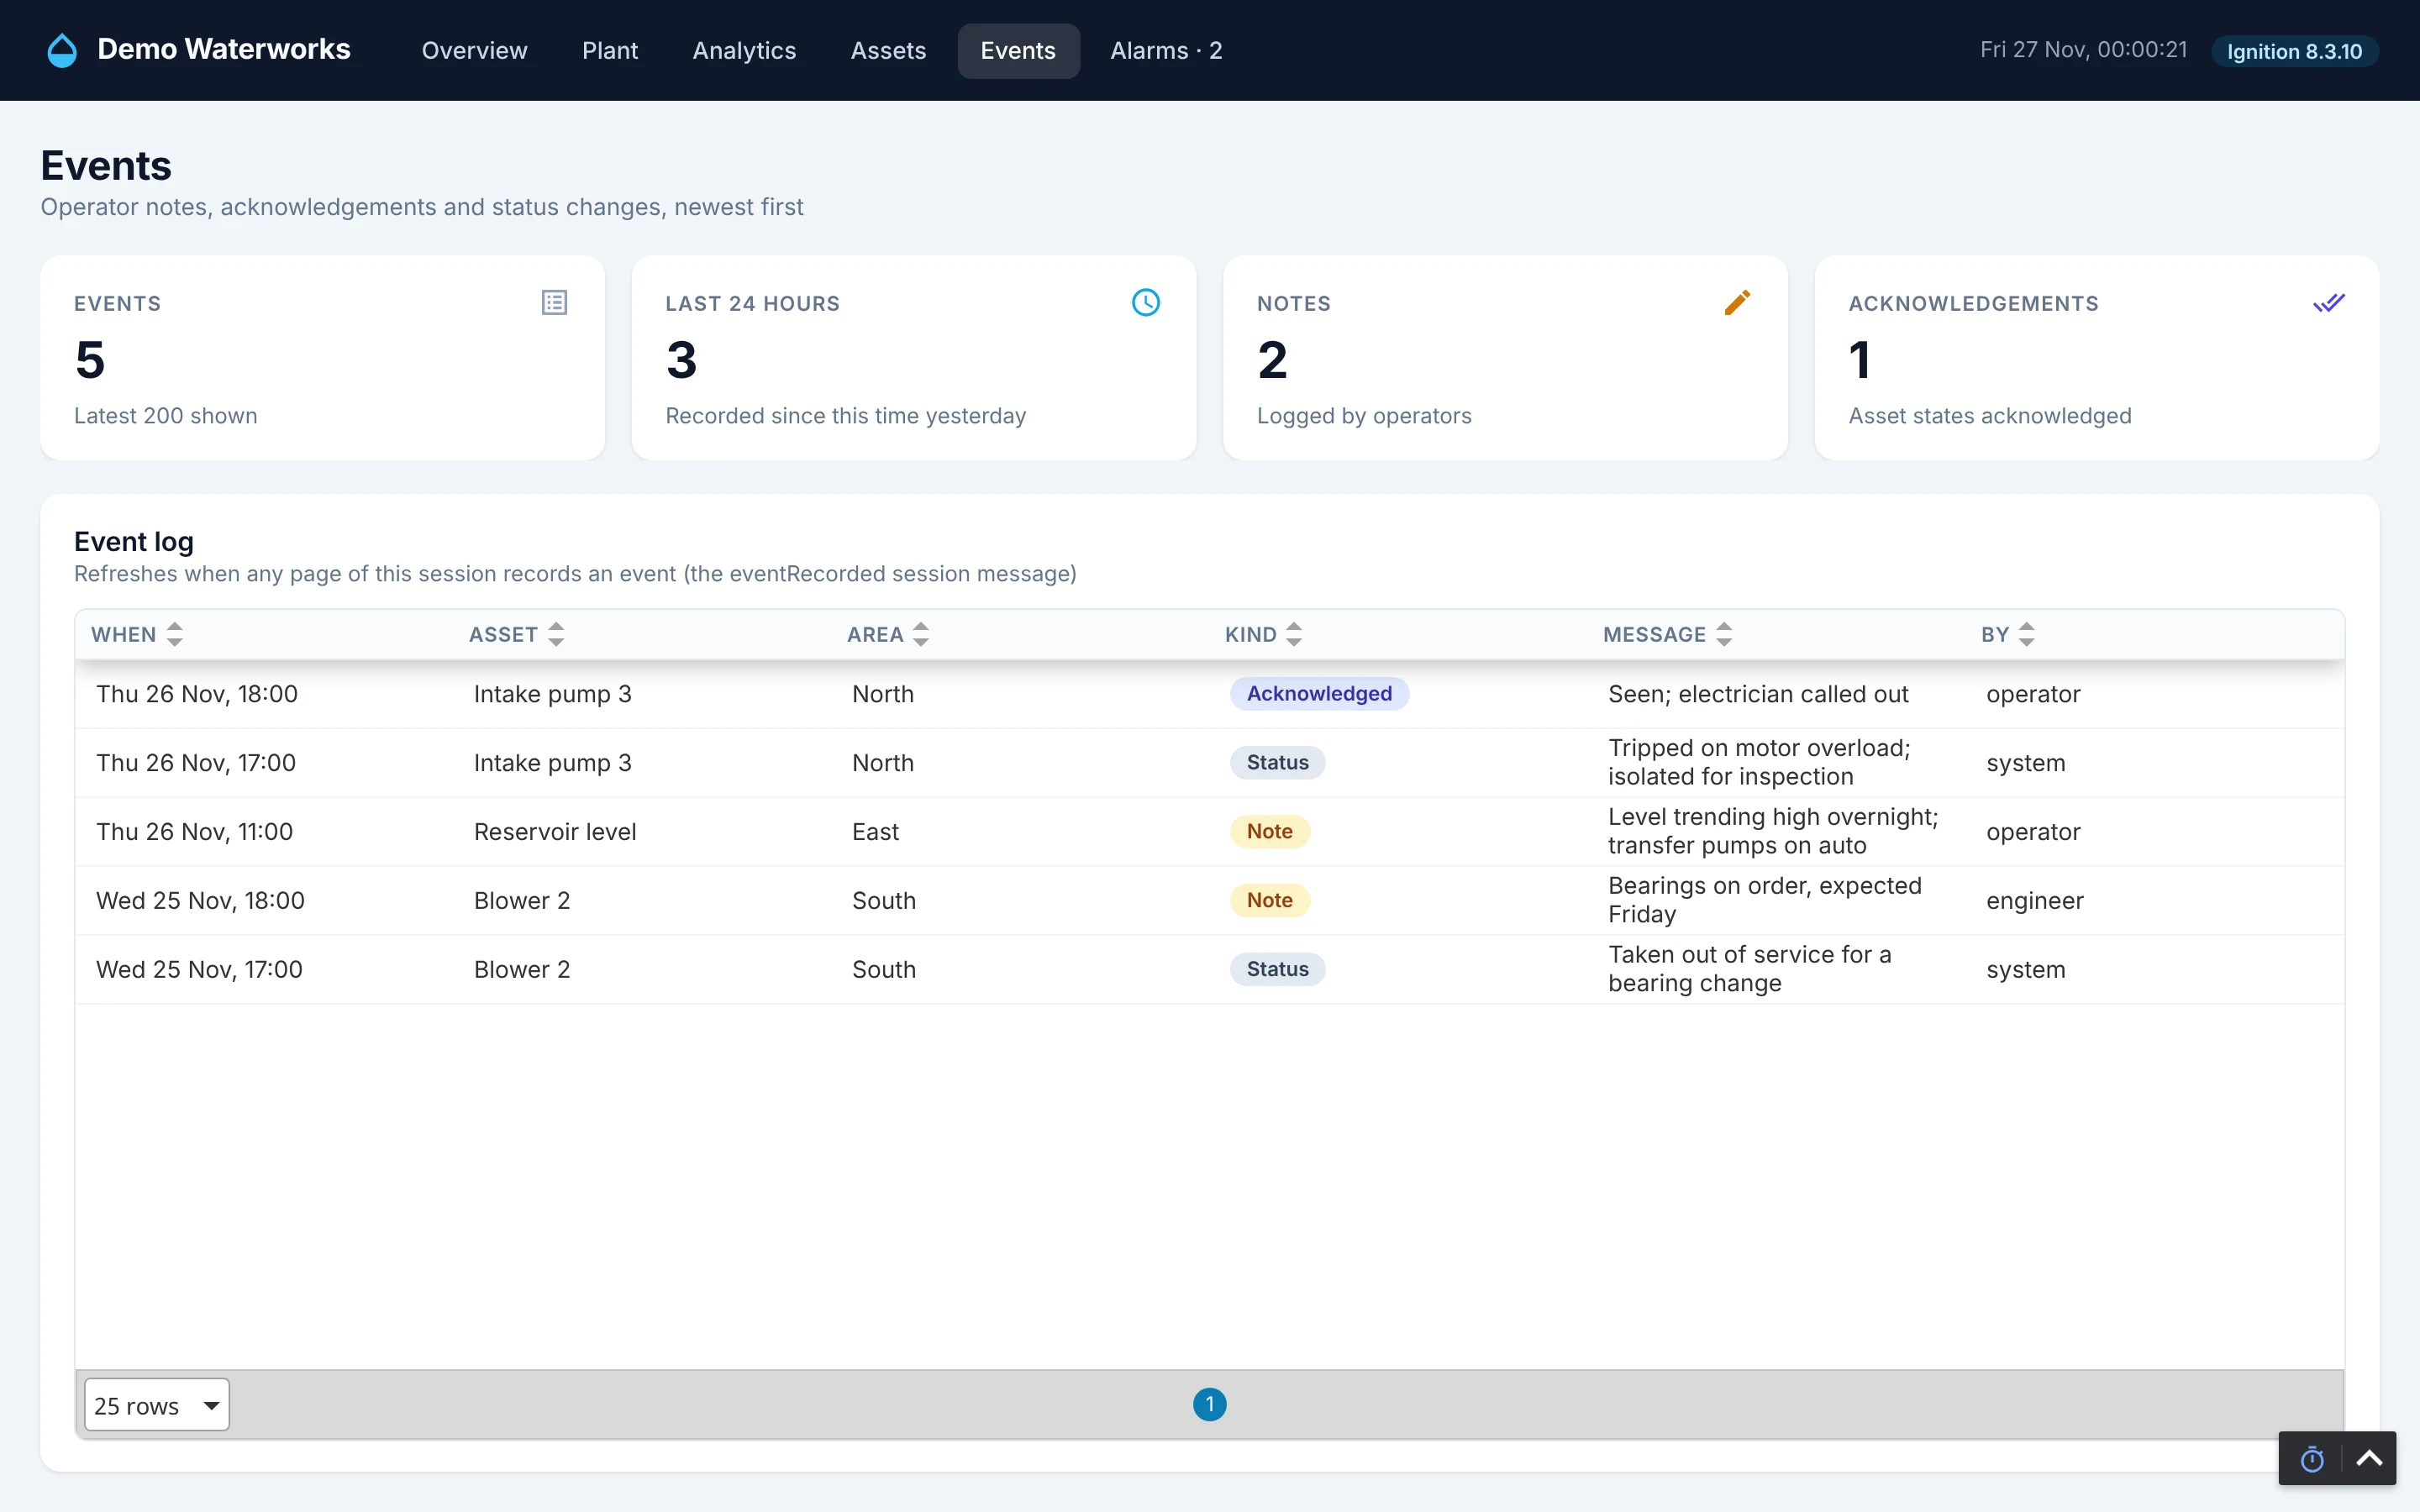 Demo Waterworks
Overview
Plant
Analytics
Assets
Events
Alarms · 2
Fri 27 Nov, 00:00:21
Ignition 8.3.10
Events
Operator notes, acknowledgements and status changes, newest first
EVENTS
5
Latest 200 shown
LAST 24 HOURS
3
Recorded since this time yesterday
NOTES
2
Logged by operators
ACKNOWLEDGEMENTS
1
Asset states acknowledged
Event log
Refreshes when any page of this session records an event (the eventRecorded session message)
WHEN ASSET AREA KIND MESSAGE BY
Thu 26 Nov, 18:00 Intake pump 3 North Acknowledged Seen; electrician called out operator
Thu 26 Nov, 17:00 Intake pump 3 North Status Tripped on motor overload;
isolated for inspection system
Thu 26 Nov, 11:00 Reservoir level East Note Level trending high overnight;
transfer pumps on auto operator
Wed 25 Nov, 18:00 Blower 2 South Note Bearings on order, expected
Friday engineer
Wed 25 Nov, 17:00 Blower 2 South Status Taken out of service for a
bearing change system
25 rows
1